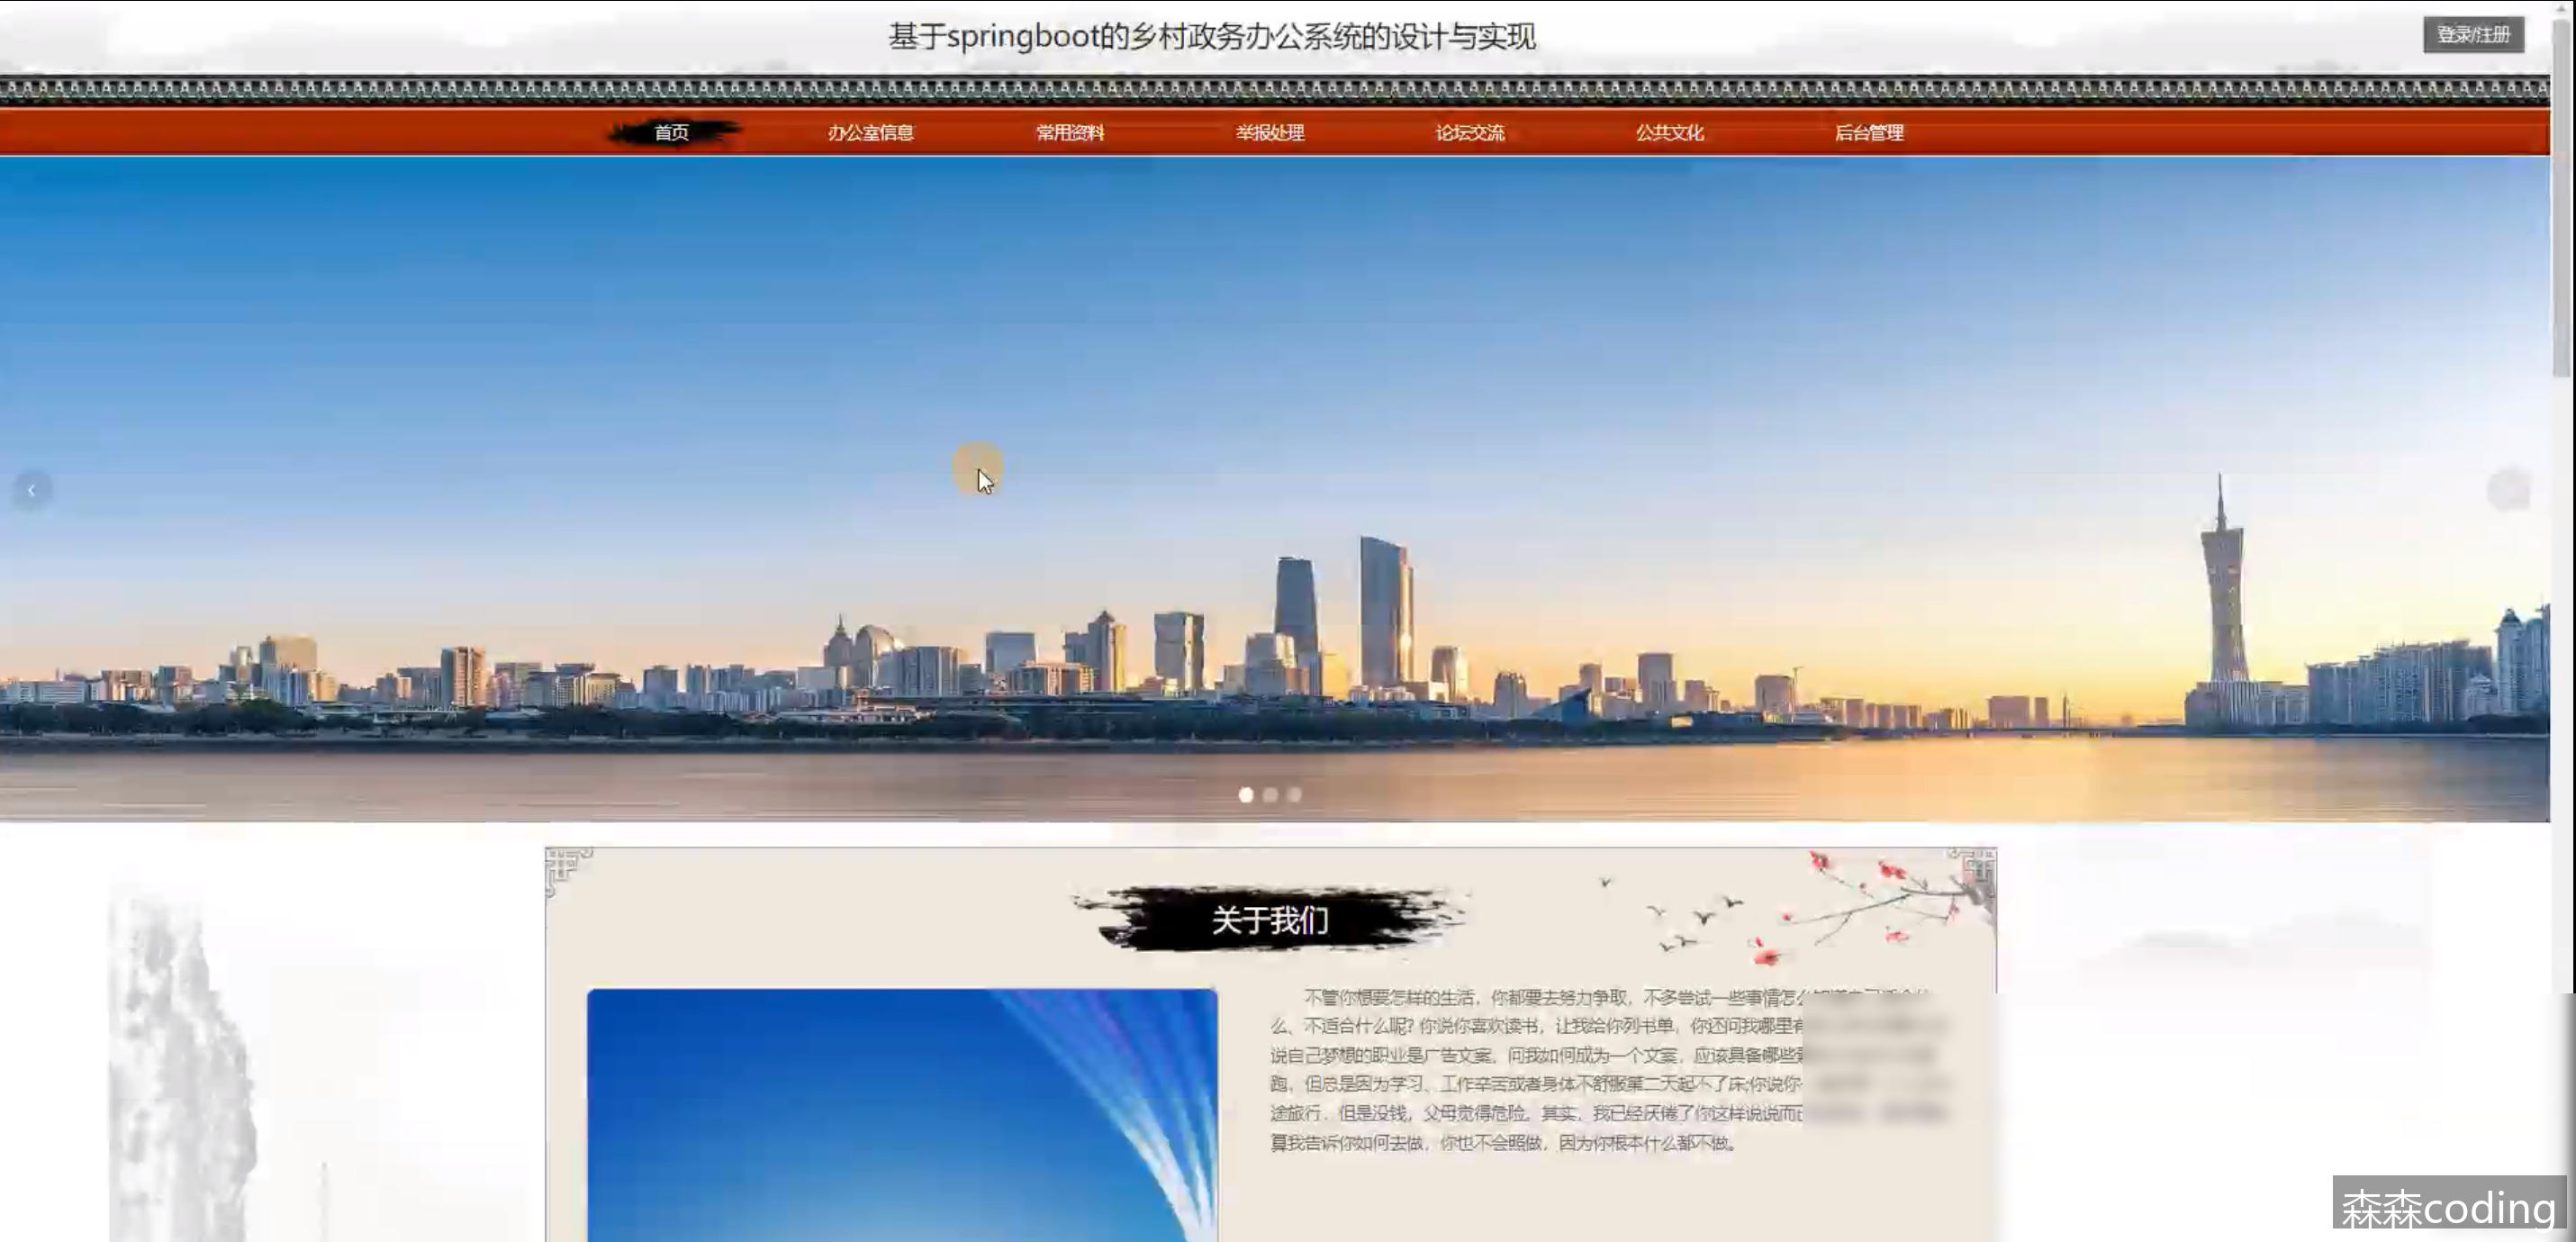 基于springboot的乡村政务办公系统的设计与实现
登录/注册
首页 办公室信息 常用资料 举报处理 论坛交流 公共文化 后台管理
关于我们
不管你想要怎样的生活，你都要去努力争取，不多尝试一些事情怎么
么、不适合什么呢? 你说你喜欢读书，让我给你列书单，你还问我哪里有
说自己梦想的职业是广告文案，问我如何成为一个文案，应该具备哪些
跑，但总是因为学习、工作辛苦或者身体不舒服第二天起不了床;你说你
途旅行，但是没钱，父母觉得危险。其实，我已经厌倦了你这样说说而
算我告诉你如何去做，你也不会照做，因为你根本什么都不做。
森森coding